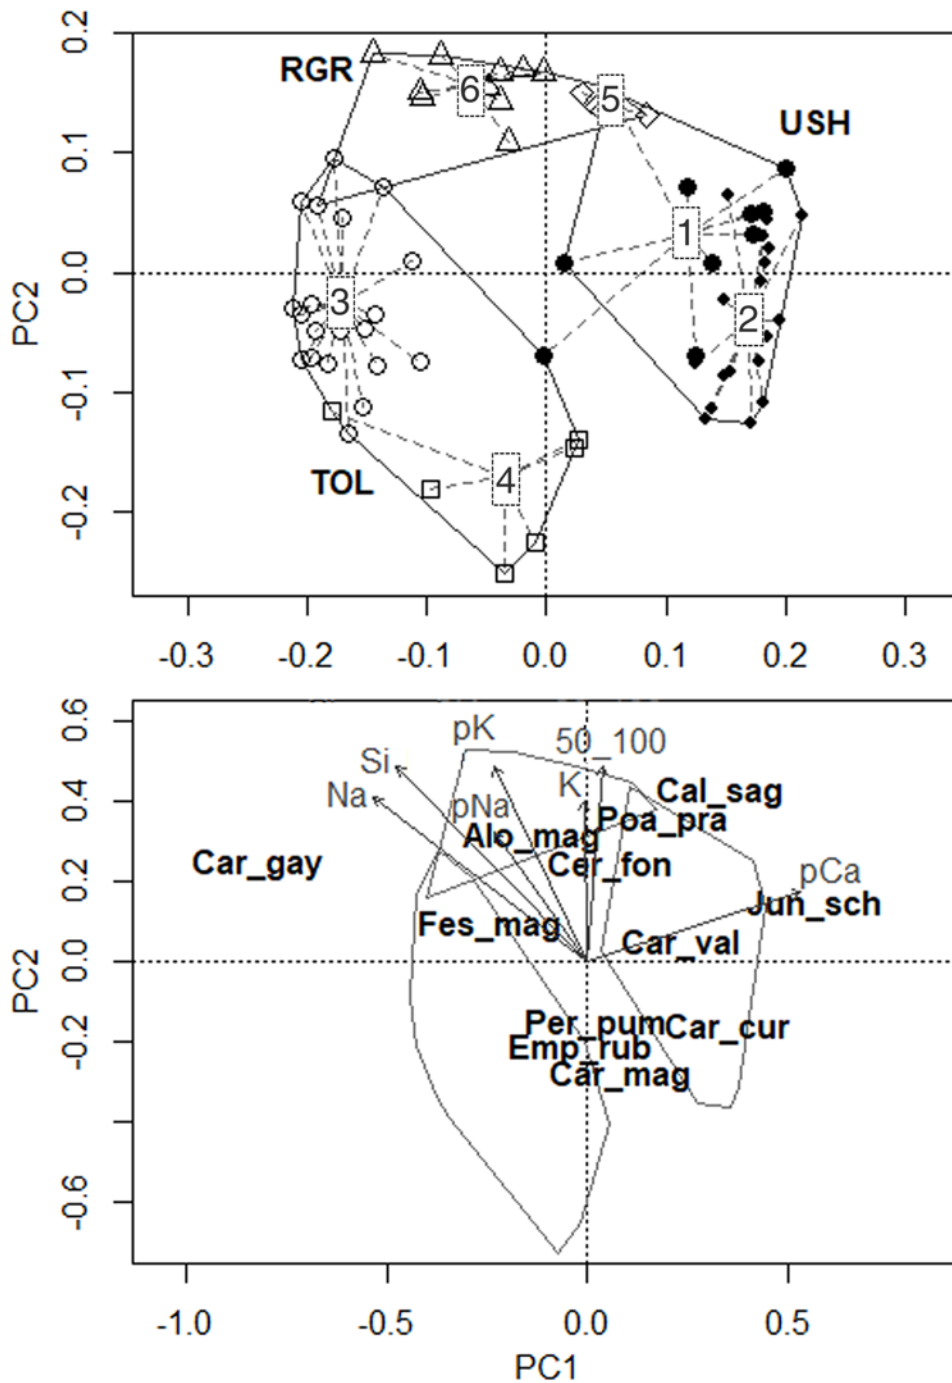 0.2
0.1
0.0
-0.1
-0.2
PC2
RGR
6
5
USH
1
3
2
4
TOL
-0.3
-0.2
-0.1
0.0
0.1
0.2
0.3
0.6
0.4
0.2
0.0
-0.2
-0.6
PC2
pK
50_100
Si
K
Cal_sag
Na
pNa
Poa_pra
Alo_mag
Car_gay
Cer_fon
pCa
Jun_sch
Fes_mag
Car_val
Per_pum
Car_cur
Emp_rub
Car_mag
-1.0
-0.5
0.0
0.5
PC1